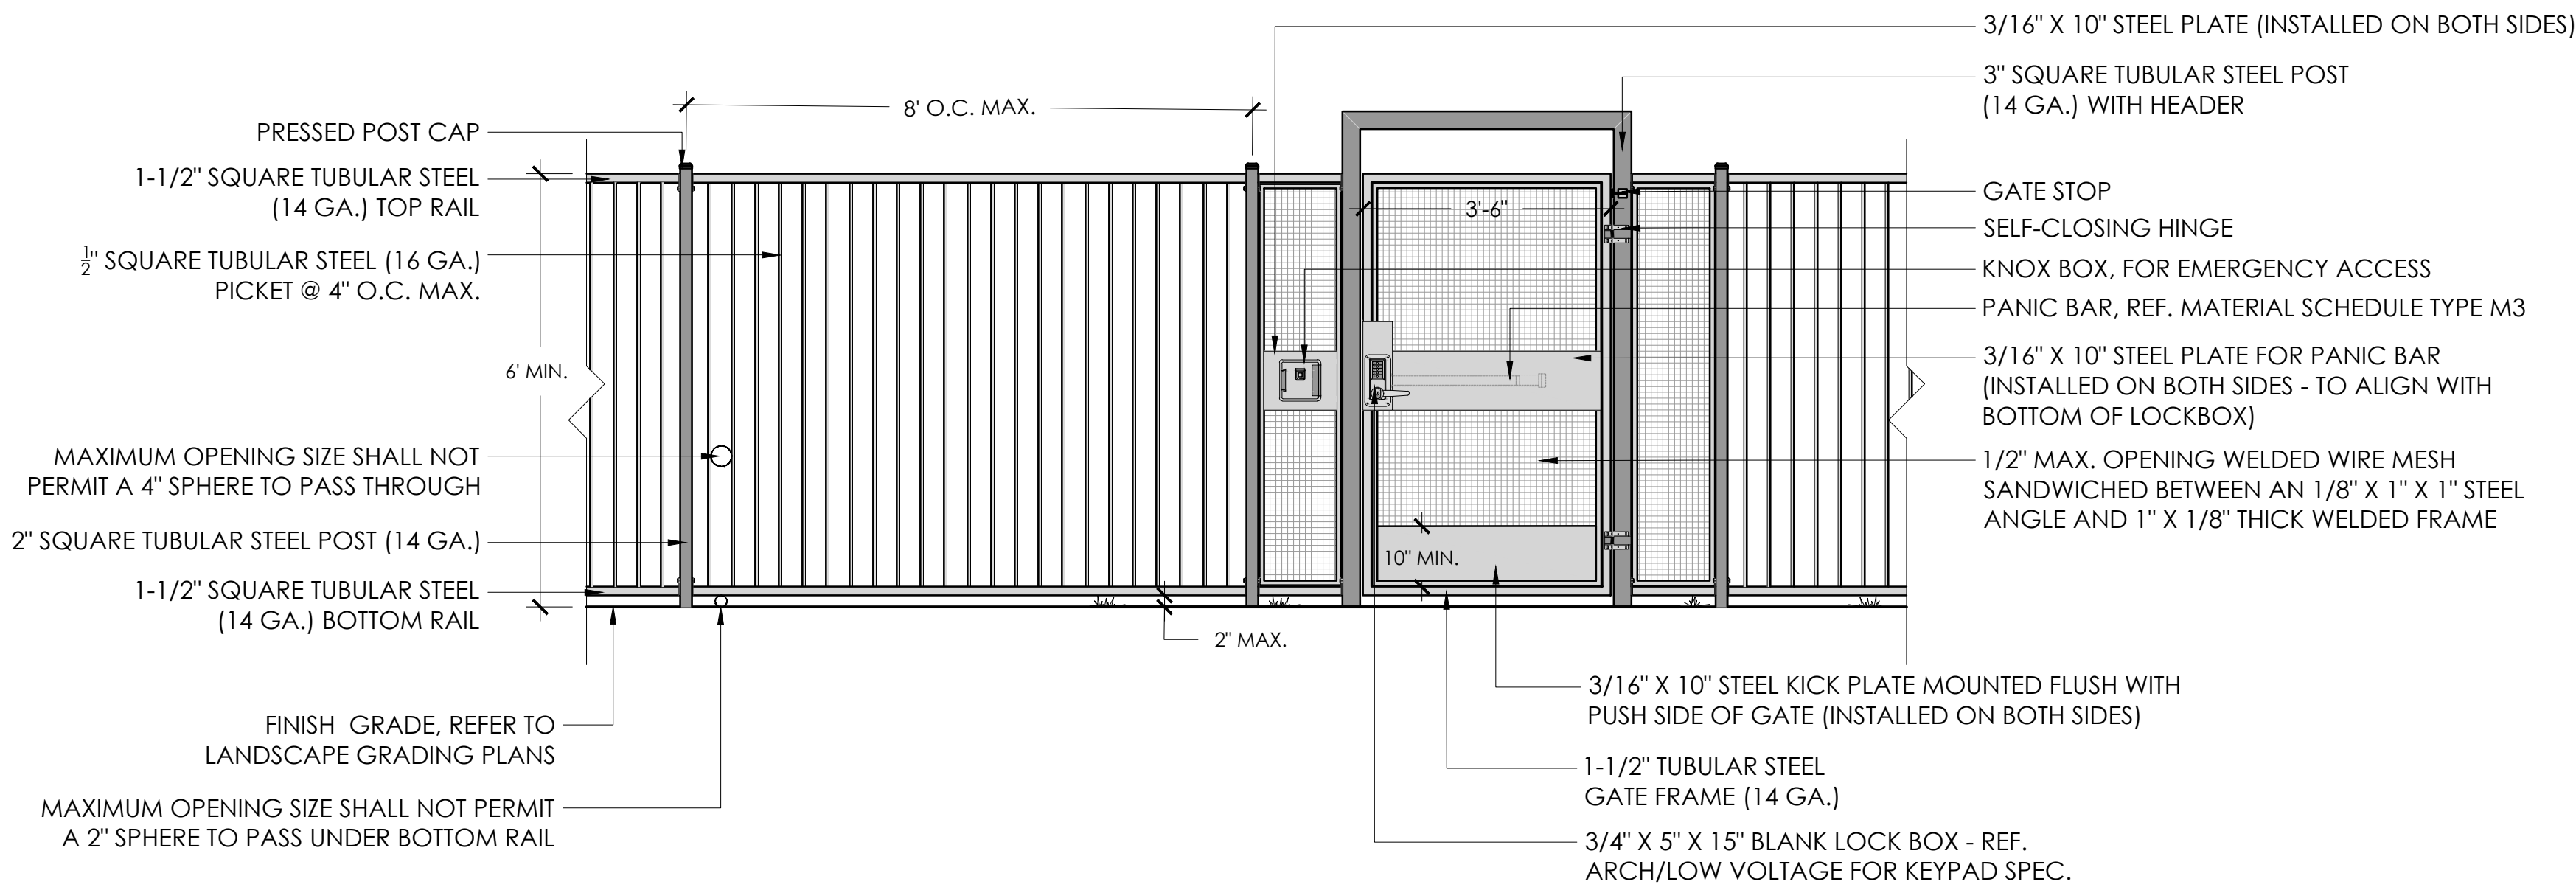 3/16" X 10" STEEL PLATE (INSTALLED ON BOTH SIDES)
3" SQUARE TUBULAR STEEL POST
(14 GA.) WITH HEADER
8' O.C. MAX.
PRESSED POST CAP
1-1/2" SQUARE TUBULAR STEEL
(14 GA.) TOP RAIL
GATE STOP
3'-6"
SELF-CLOSING HINGE
1/2" SQUARE TUBULAR STEEL (16 GA.)
PICKET @ 4" O.C. MAX.
KNOX BOX, FOR EMERGENCY ACCESS
PANIC BAR, REF. MATERIAL SCHEDULE TYPE M3
6' MIN.
3/16" X 10" STEEL PLATE FOR PANIC BAR
(INSTALLED ON BOTH SIDES - TO ALIGN WITH
BOTTOM OF LOCKBOX)
MAXIMUM OPENING SIZE SHALL NOT
PERMIT A 4" SPHERE TO PASS THROUGH
1/2" MAX. OPENING WELDED WIRE MESH
SANDWICHED BETWEEN AN 1/8" X 1" X 1" STEEL
ANGLE AND 1" X 1/8" THICK WELDED FRAME
2" SQUARE TUBULAR STEEL POST (14 GA.)
10" MIN.
1-1/2" SQUARE TUBULAR STEEL
(14 GA.) BOTTOM RAIL
2" MAX.
3/16" X 10" STEEL KICK PLATE MOUNTED FLUSH WITH
PUSH SIDE OF GATE (INSTALLED ON BOTH SIDES)
FINISH GRADE, REFER TO
LANDSCAPE GRADING PLANS
1-1/2" TUBULAR STEEL
GATE FRAME (14 GA.)
MAXIMUM OPENING SIZE SHALL NOT PERMIT
A 2" SPHERE TO PASS UNDER BOTTOM RAIL
3/4" X 5" X 15" BLANK LOCK BOX - REF.
ARCH/LOW VOLTAGE FOR KEYPAD SPEC.